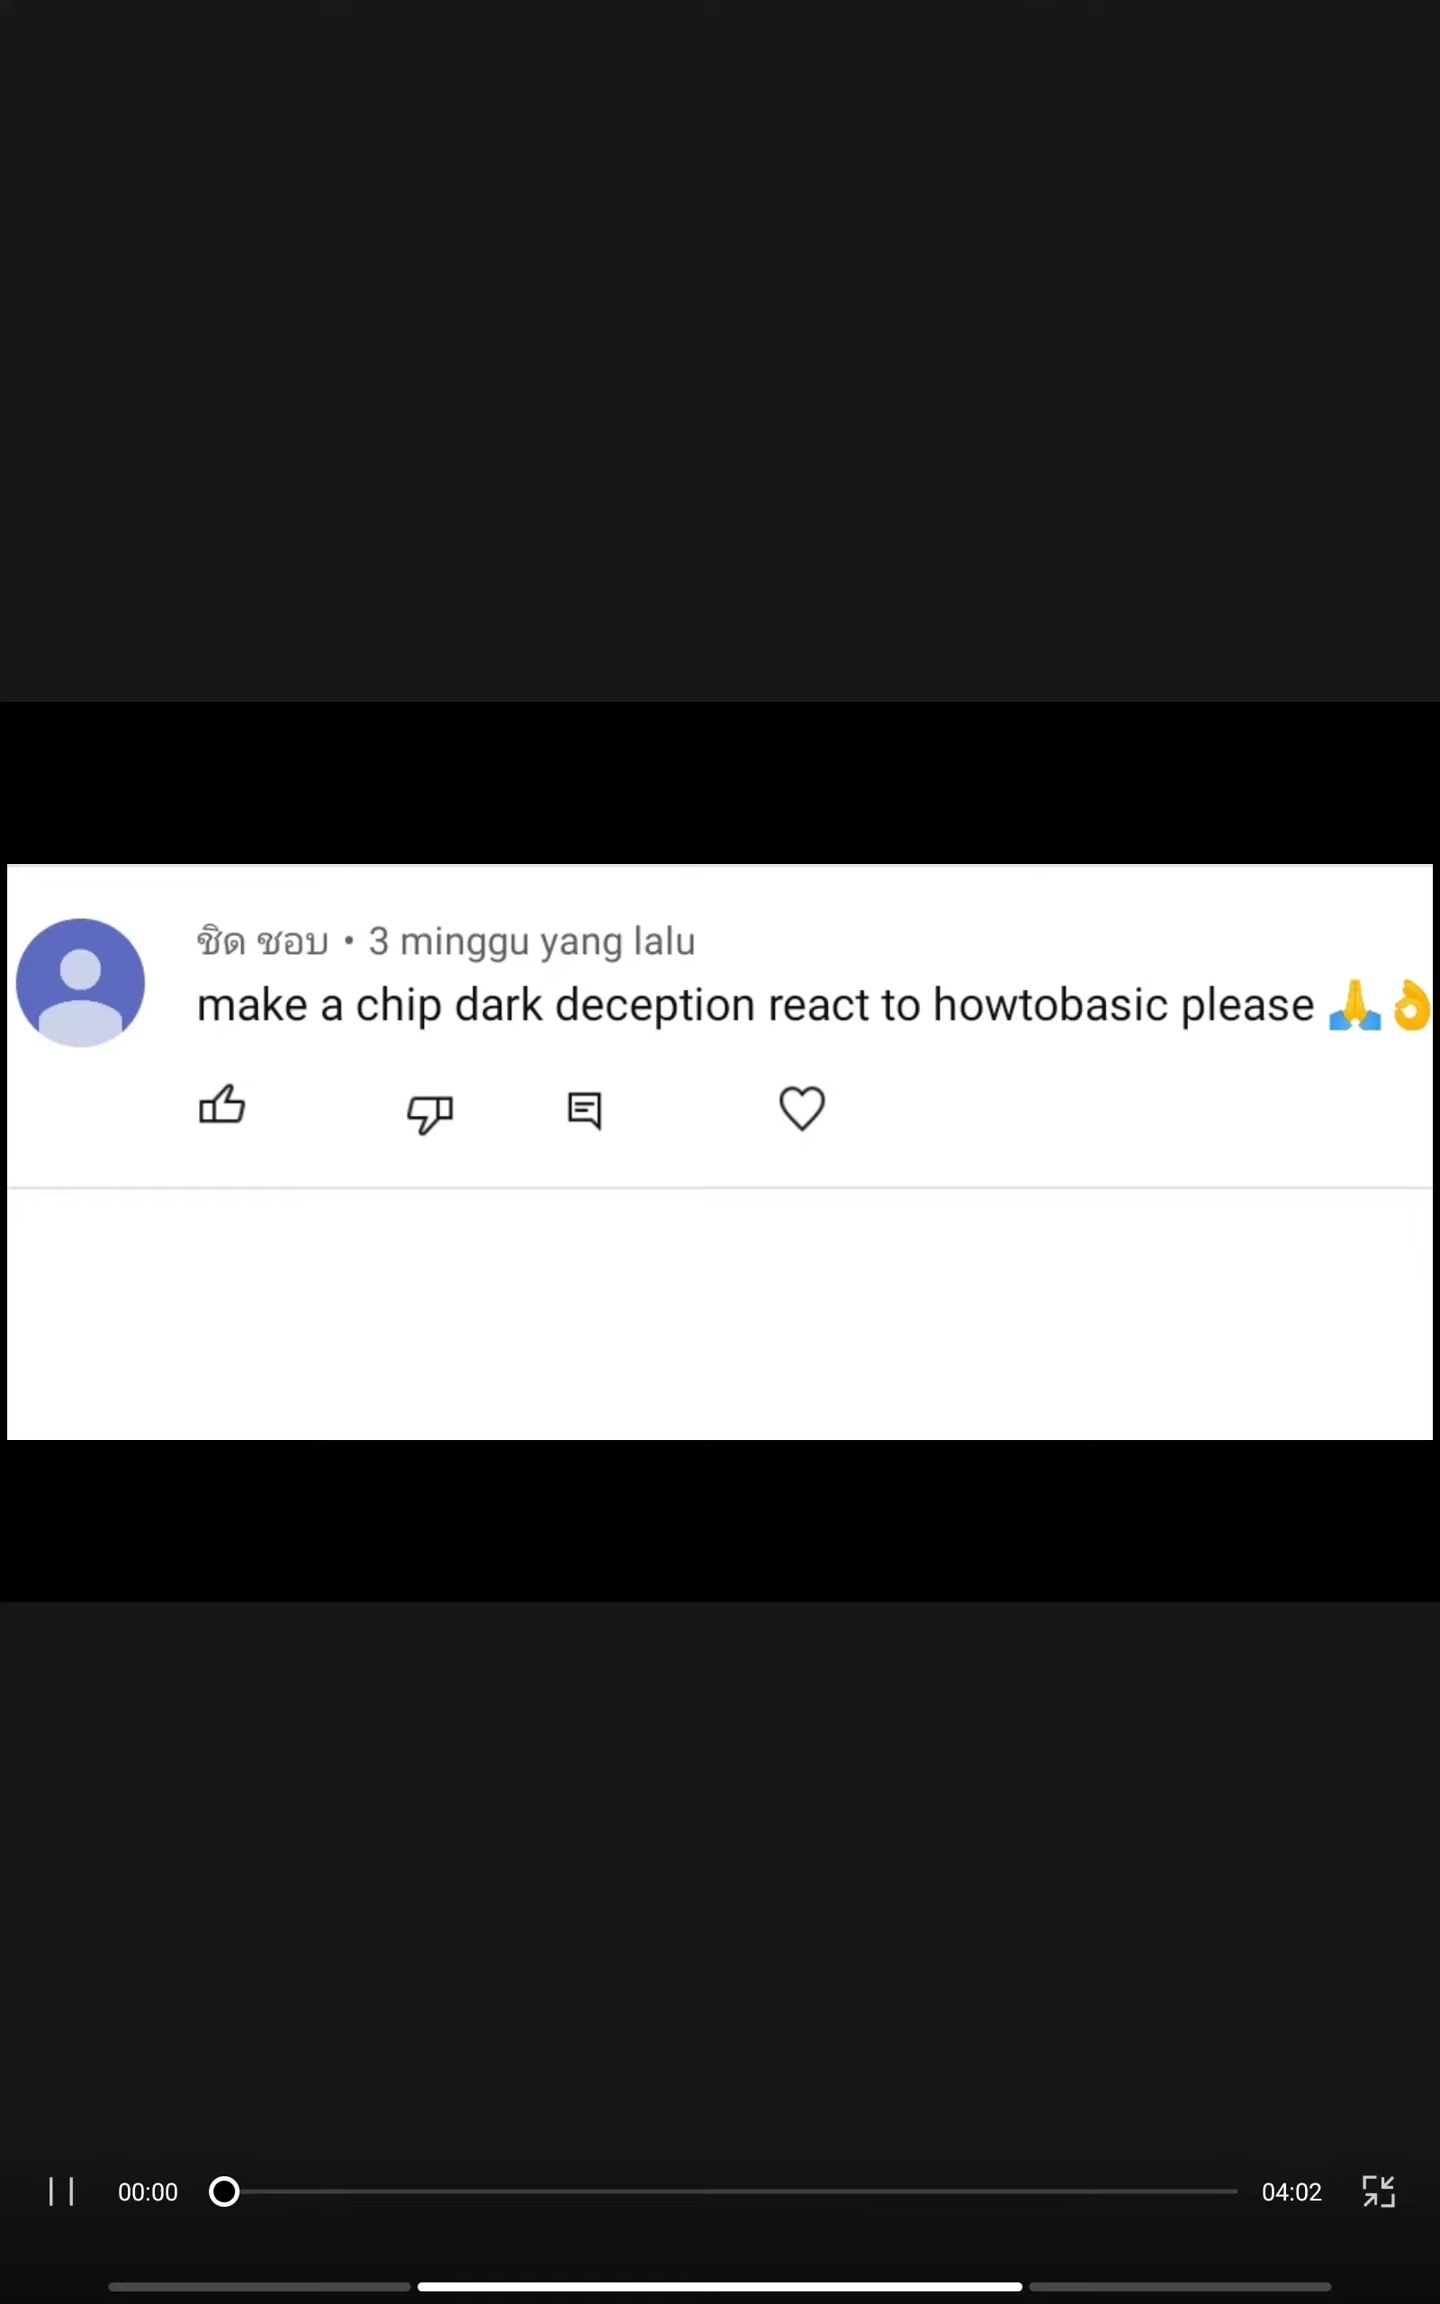 ชิด ชอบ • 3 minggu yang lalu
make a chip dark deception react to howtobasic please 🙏👌
00:00
04:02